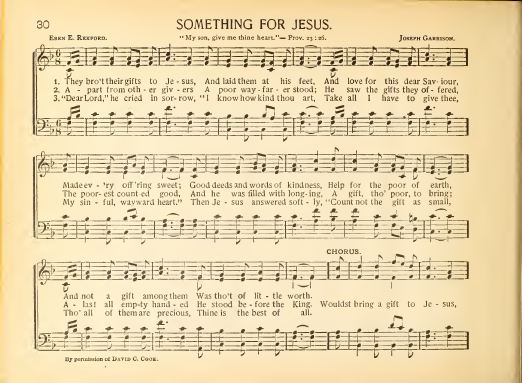 30
SOMETHING FOR JESUS.
EBEN E. REXFORD.
"My son, give me thine heart."— Prov. 23:26.
JOSEPH GARRISON.
1. They bro't their gifts to Je - sus, And laid them at his feet, And love for this dear Sav - iour,
2. A - part from oth - er giv - ers A poor way - far - er stood; He saw the gifts they of - fered,
3. "Dear Lord," he cried in sor - row, "I know how kind thou art, Take all I have to give thee,
Made ev - 'ry off'ring sweet; Good deeds and words of kindness, Help for the poor of earth,
The poor - est count ed good, And he was filled with long - ing, A gift, tho' poor, to bring;
My sin - ful, wayward heart." Then Je - sus answered soft - ly, "Count not the gift as small,
CHORUS.
And not a gift among them Was tho't of lit - tle worth.
A - last all emp - ty hand - ed He stood be - fore the King. Wouldst bring a gift to Je - sus,
Tho' all of them are precious, Thine is the best of all.
By permission of DAVID C. COOK.